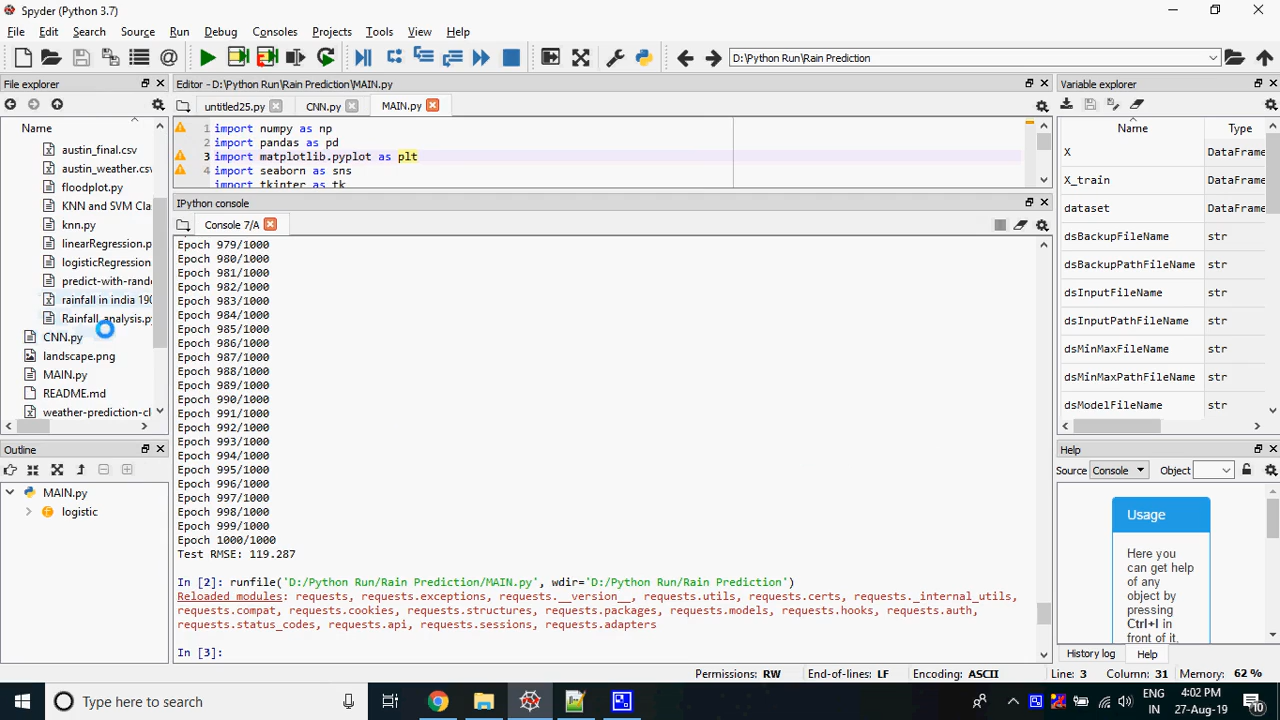 Spyder (Python 3.7)
File Edit Search Source Run Debug Consoles Projects Tools View Help
D:\Python Run\Rain Prediction
File explorer
Name
austin_final.csv
austin_weather.csv
floodplot.py
KNN and SVM Cla
knn.py
linearRegression.p
logisticRegression
predict-with-rand
rainfall in india 190
Rainfall_analysis.py
CNN.py
landscape.png
MAIN.py
README.md
weather-prediction-cl
Outline
MAIN.py
logistic
Editor - D:\Python Run\Rain Prediction\MAIN.py
untitled25.py CNN.py MAIN.py
1 import numpy as np
2 import pandas as pd
3 import matplotlib.pyplot as plt
4 import seaborn as sns
import tkinter as tk
IPython console
Console 7/A
Epoch 979/1000
Epoch 980/1000
Epoch 981/1000
Epoch 982/1000
Epoch 983/1000
Epoch 984/1000
Epoch 985/1000
Epoch 986/1000
Epoch 987/1000
Epoch 988/1000
Epoch 989/1000
Epoch 990/1000
Epoch 991/1000
Epoch 992/1000
Epoch 993/1000
Epoch 994/1000
Epoch 995/1000
Epoch 996/1000
Epoch 997/1000
Epoch 998/1000
Epoch 999/1000
Epoch 1000/1000
Test RMSE: 119.287
In [2]: runfile('D:/Python Run/Rain Prediction/MAIN.py', wdir='D:/Python Run/Rain Prediction')
Reloaded modules: requests, requests.exceptions, requests.__version__, requests.utils, requests.certs, requests._internal_utils,
requests.compat, requests.cookies, requests.structures, requests.packages, requests.models, requests.hooks, requests.auth,
requests.status_codes, requests.api, requests.sessions, requests.adapters
In [3]:
Variable explorer
Name Type
X DataFrame
X_train DataFrame
dataset DataFrame
dsBackupFileName str
dsBackupPathFileName str
dsInputFileName str
dsInputPathFileName str
dsMinMaxFileName str
dsMinMaxPathFileName str
dsModelFileName str
Help
Source Console Object
Usage
Here you
can get help
of any
object by
pressing
Ctrl+I in
front of it,
History log Help
Permissions: RW End-of-lines: LF Encoding: ASCII Line: 3 Column: 31 Memory: 62 %
Type here to search
ENG
IN
4:02 PM
27-Aug-19
10